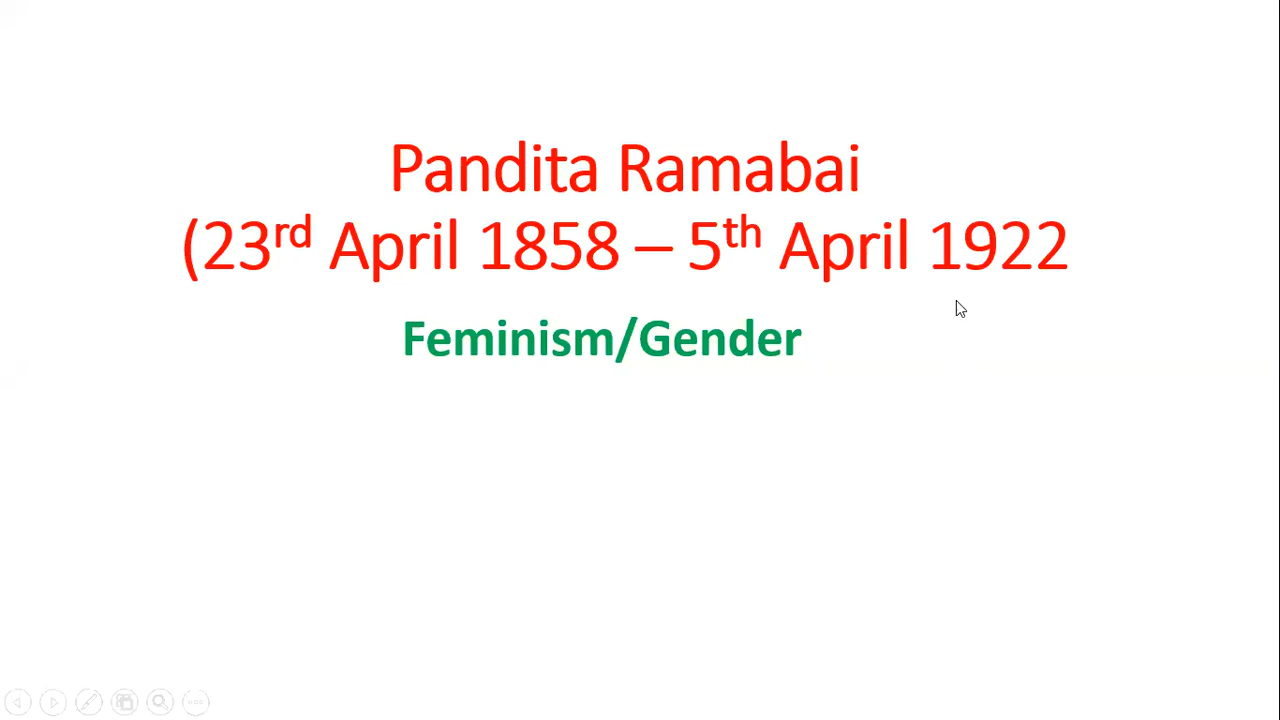 Pandita Ramabai
(23rd April 1858 – 5th April 1922
Feminism/Gender